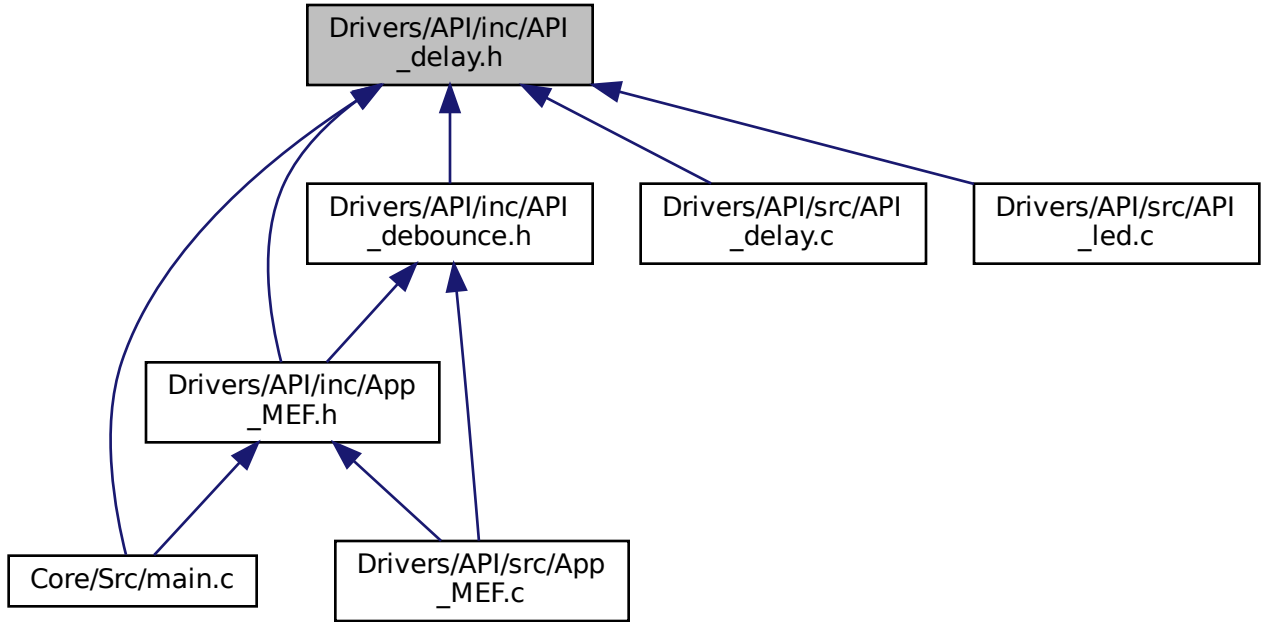 Drivers/API/inc/API
_delay.h
Drivers/API/inc/API
_debounce.h
Drivers/API/src/API
_delay.c
Drivers/API/src/API
_led.c
Drivers/API/inc/App
_MEF.h
Core/Src/main.c
Drivers/API/src/App
_MEF.c